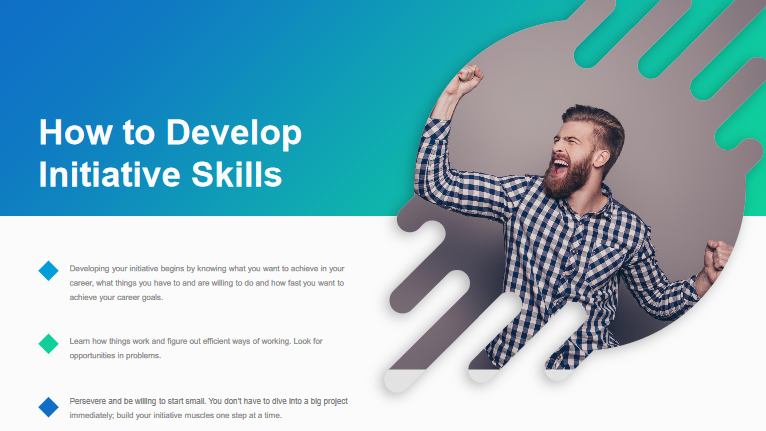 How to Develop
Initiative Skills
Developing your initiative begins by knowing what you want to achieve in your
career, what things you have to and are willing to do and how fast you want to
achieve your career goals.
Learn how things work and figure out efficient ways of working. Look for
opportunities in problems.
Persevere and be willing to start small. You don't have to dive into a big project
immediately; build your initiative muscles one step at a time.